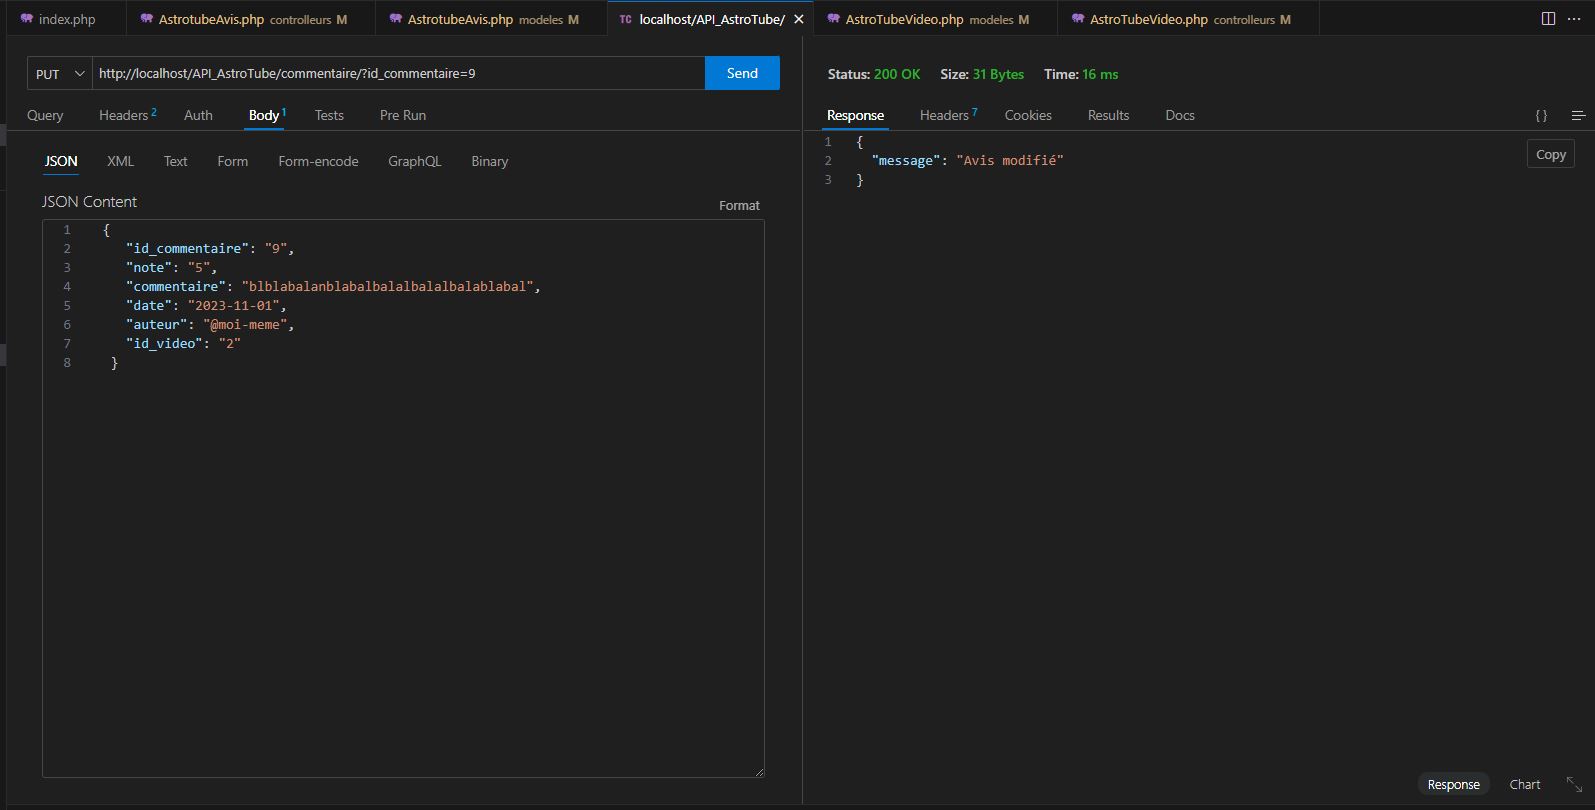 index.php AstrotubeAvis.php controlleurs M AstrotubeAvis.php modeles M TC localhost/API_AstroTube/ AstroTubeVideo.php modeles M AstroTubeVideo.php controlleurs M
PUT http://localhost/API_AstroTube/commentaire/?id_commentaire=9 Send
Query Headers 2 Auth Body 1 Tests Pre Run
JSON XML Text Form Form-encode GraphQL Binary
JSON Content
Format
1 {
2 "id_commentaire": "9",
3 "note": "5",
4 "commentaire": "blblabalanblabalbalalbalalbalablabal",
5 "date": "2023-11-01",
6 "auteur": "@moi-meme",
7 "id_video": "2"
8 }
Status: 200 OK Size: 31 Bytes Time: 16 ms
Response Headers 7 Cookies Results Docs { }
1 {
2 "message": "Avis modifié"
3 }
Copy
Response Chart